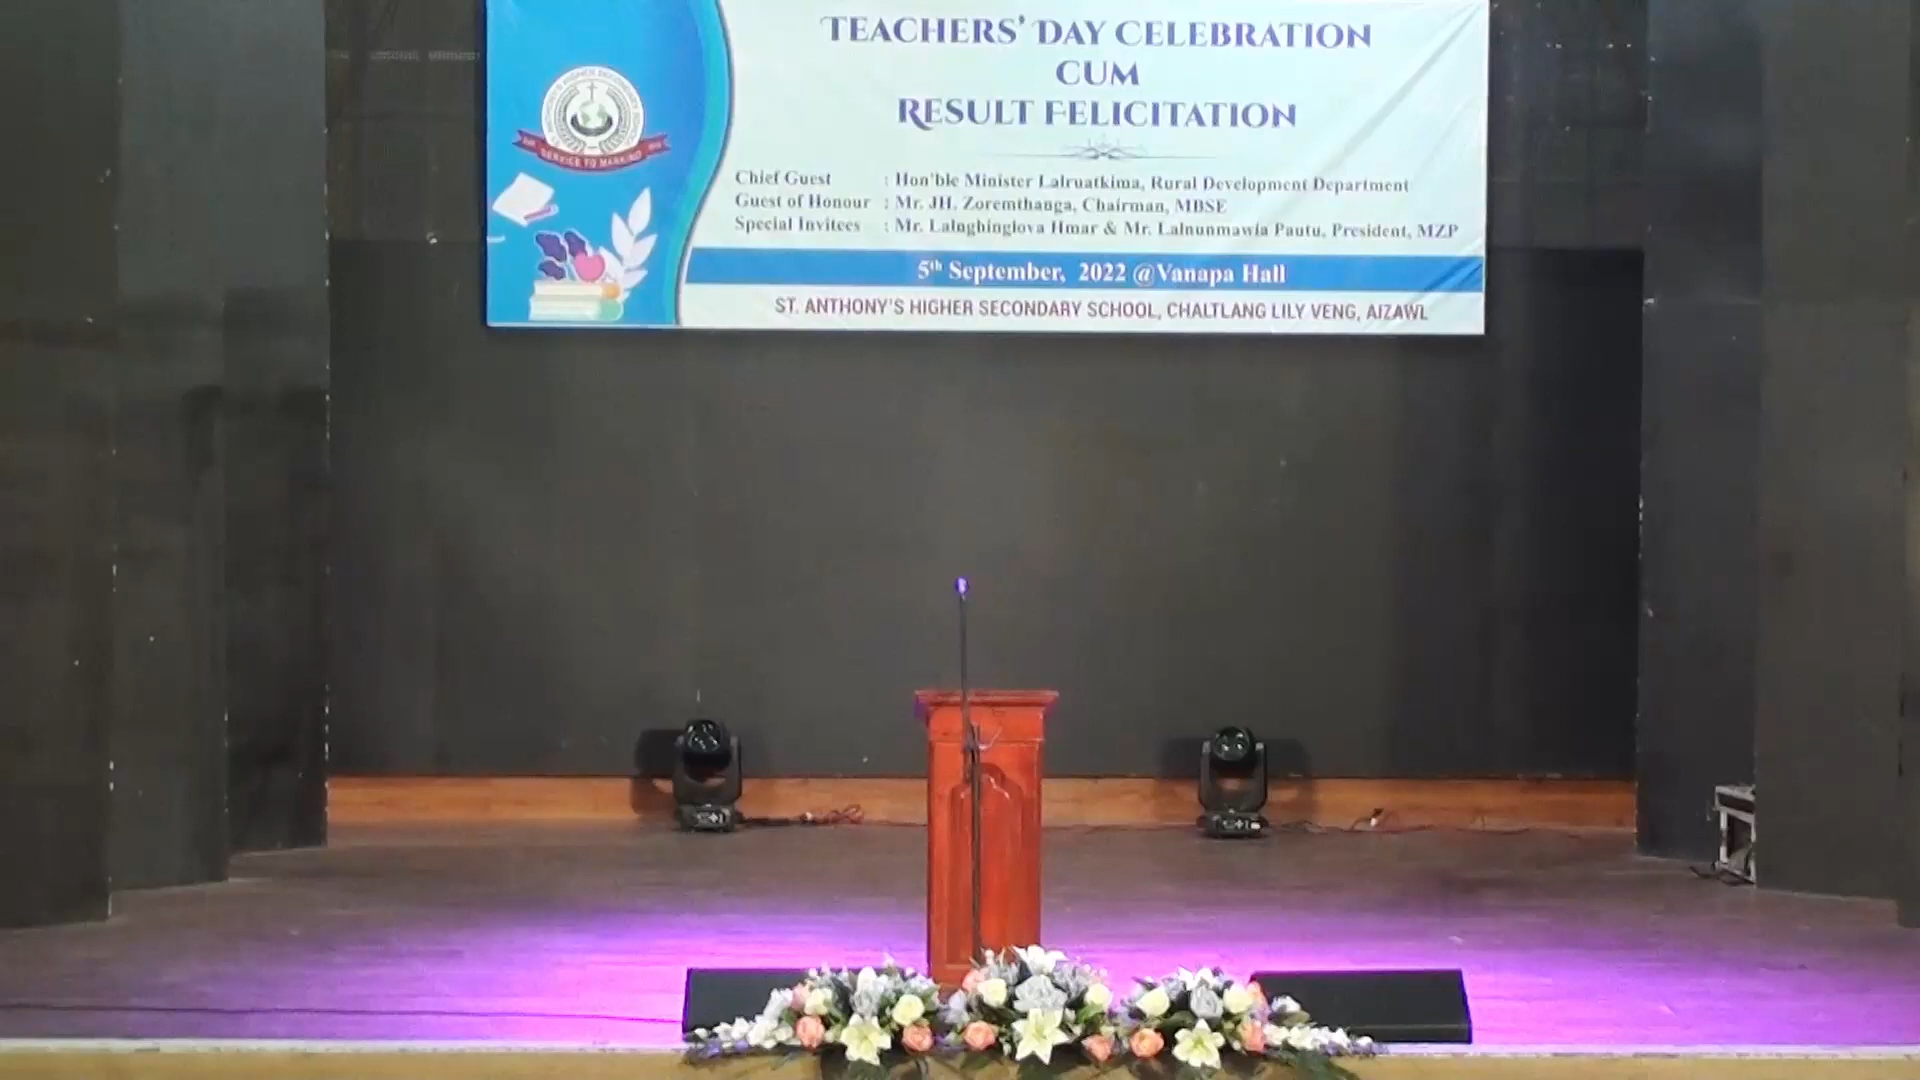 TEACHERS' DAY CELEBRATION
CUM
RESULT FELICITATION
Chief Guest : Hon'ble Minister Lalruatkima, Rural Development Department
Guest of Honour : Mr. JH. Zoremthanga, Chairman, MBSE
Special Invitees : Mr. Lalnghinglova Hmar & Mr. Lalnunmawia Pautu, President, MZP
5th September, 2022 @Vanapa Hall
ST. ANTHONY'S HIGHER SECONDARY SCHOOL, CHALTLANG LILY VENG, AIZAWL
SERVICE TO MANKIND